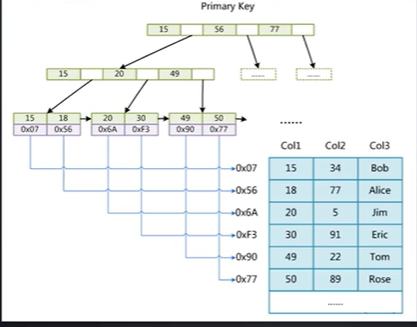 Primary Key
15 56 77
15 20 49 ...... ......
15 18 20 30 49 50
0x07 0x56 0x6A 0xF3 0x90 0x77
......
Col1 Col2 Col3
0x07 15 34 Bob
0x56 18 77 Alice
0x6A 20 5 Jim
0xF3 30 91 Eric
0x90 49 22 Tom
0x77 50 89 Rose
......